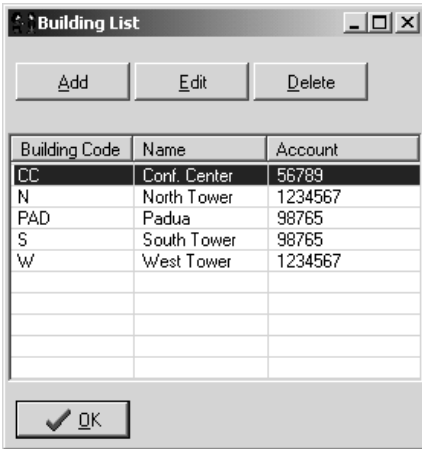 Building List
Add Edit Delete
Building Code Name Account
CC Conf. Center 56789
N North Tower 1234567
PAD Padua 98765
S South Tower 98765
W West Tower 1234567
OK